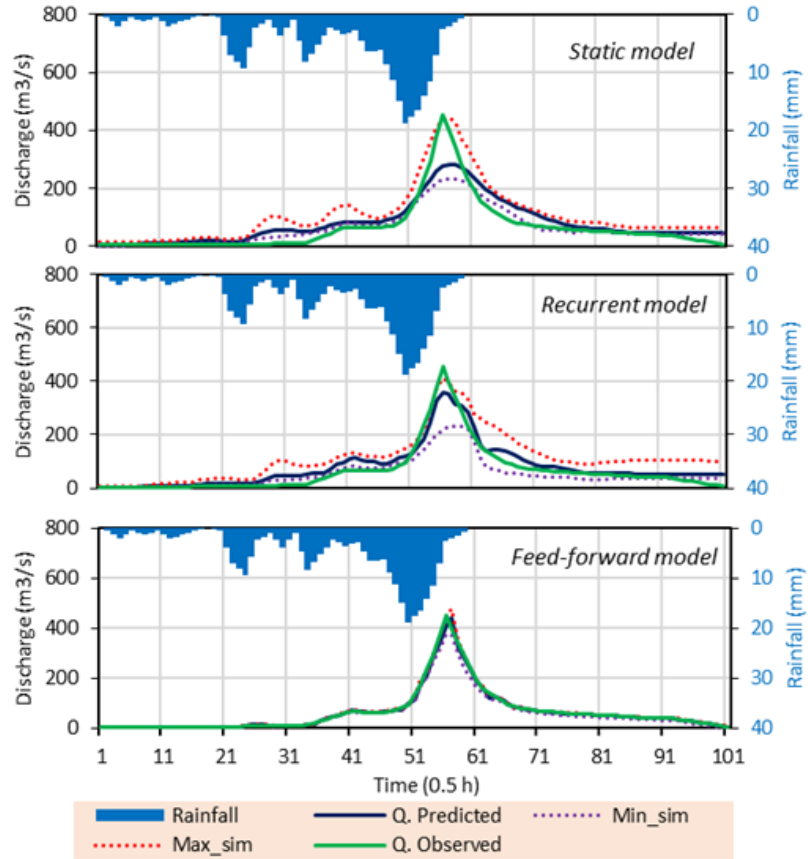 800
600
400
200
0
Discharge (m3/s)
Static model
0
10
20
30
40
Rainfall (mm)
800
600
400
200
0
Discharge (m3/s)
Recurrent model
0
10
20
30
40
Rainfall (mm)
800
600
400
200
0
Discharge (m3/s)
Feed-forward model
0
10
20
30
40
Rainfall (mm)
1 11 21 31 41 51 61 71 81 91 101
Time (0.5 h)
Rainfall Q. Predicted Min_sim
Max_sim Q. Observed